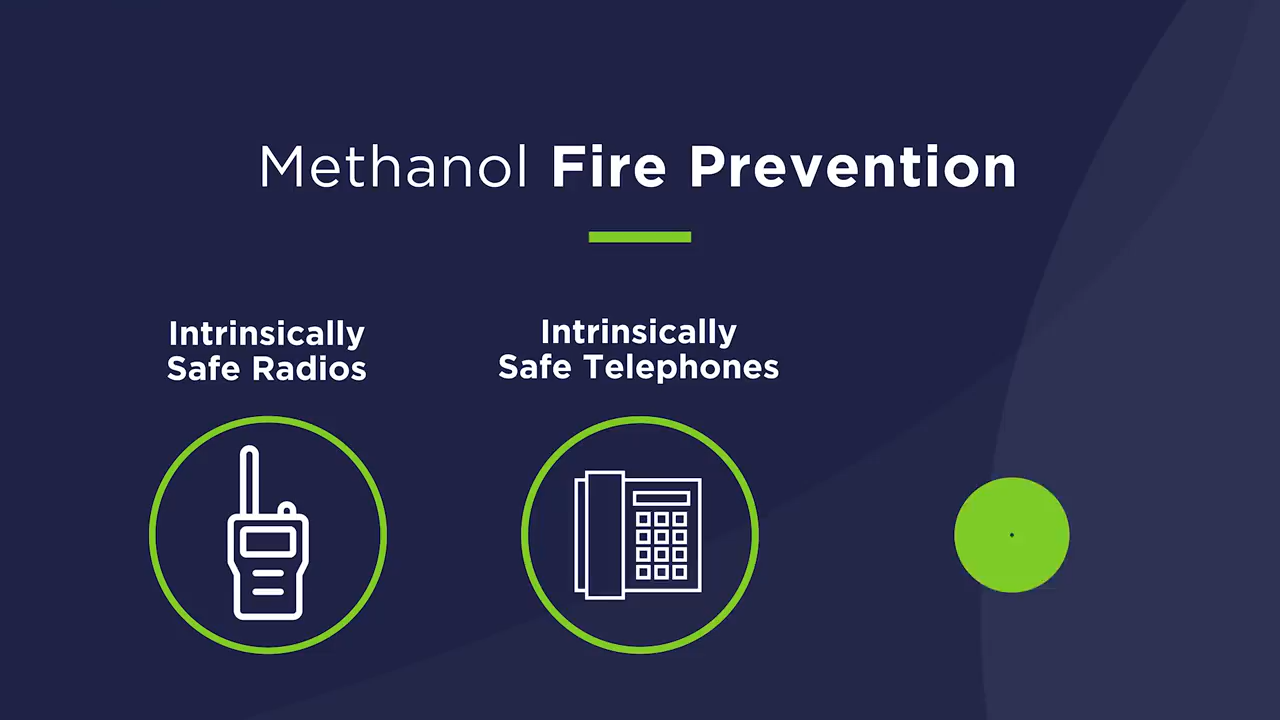 Methanol Fire Prevention
Intrinsically
Safe Radios
Intrinsically
Safe Telephones